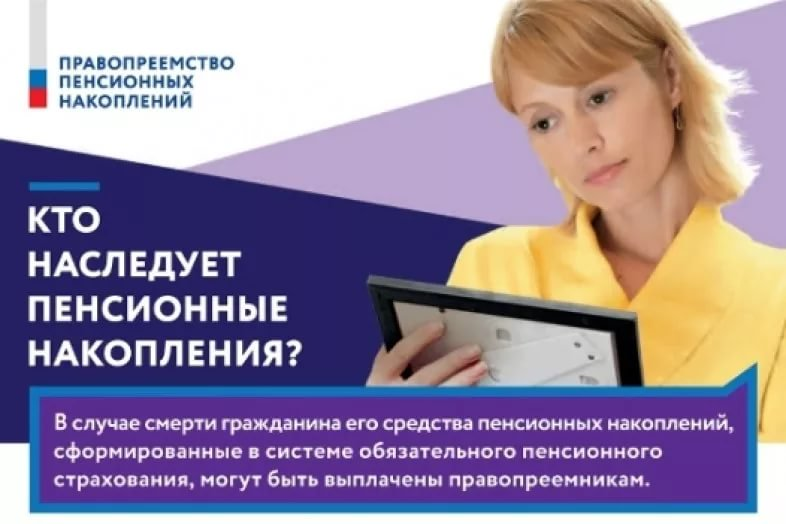 ПРАВОПРЕЕМСТВО
ПЕНСИОННЫХ
НАКОПЛЕНИЙ
КТО
НАСЛЕДУЕТ
ПЕНСИОННЫЕ
НАКОПЛЕНИЯ?
В случае смерти гражданина его средства пенсионных накоплений,
сформированные в системе обязательного пенсионного
страхования, могут быть выплачены правопреемникам.